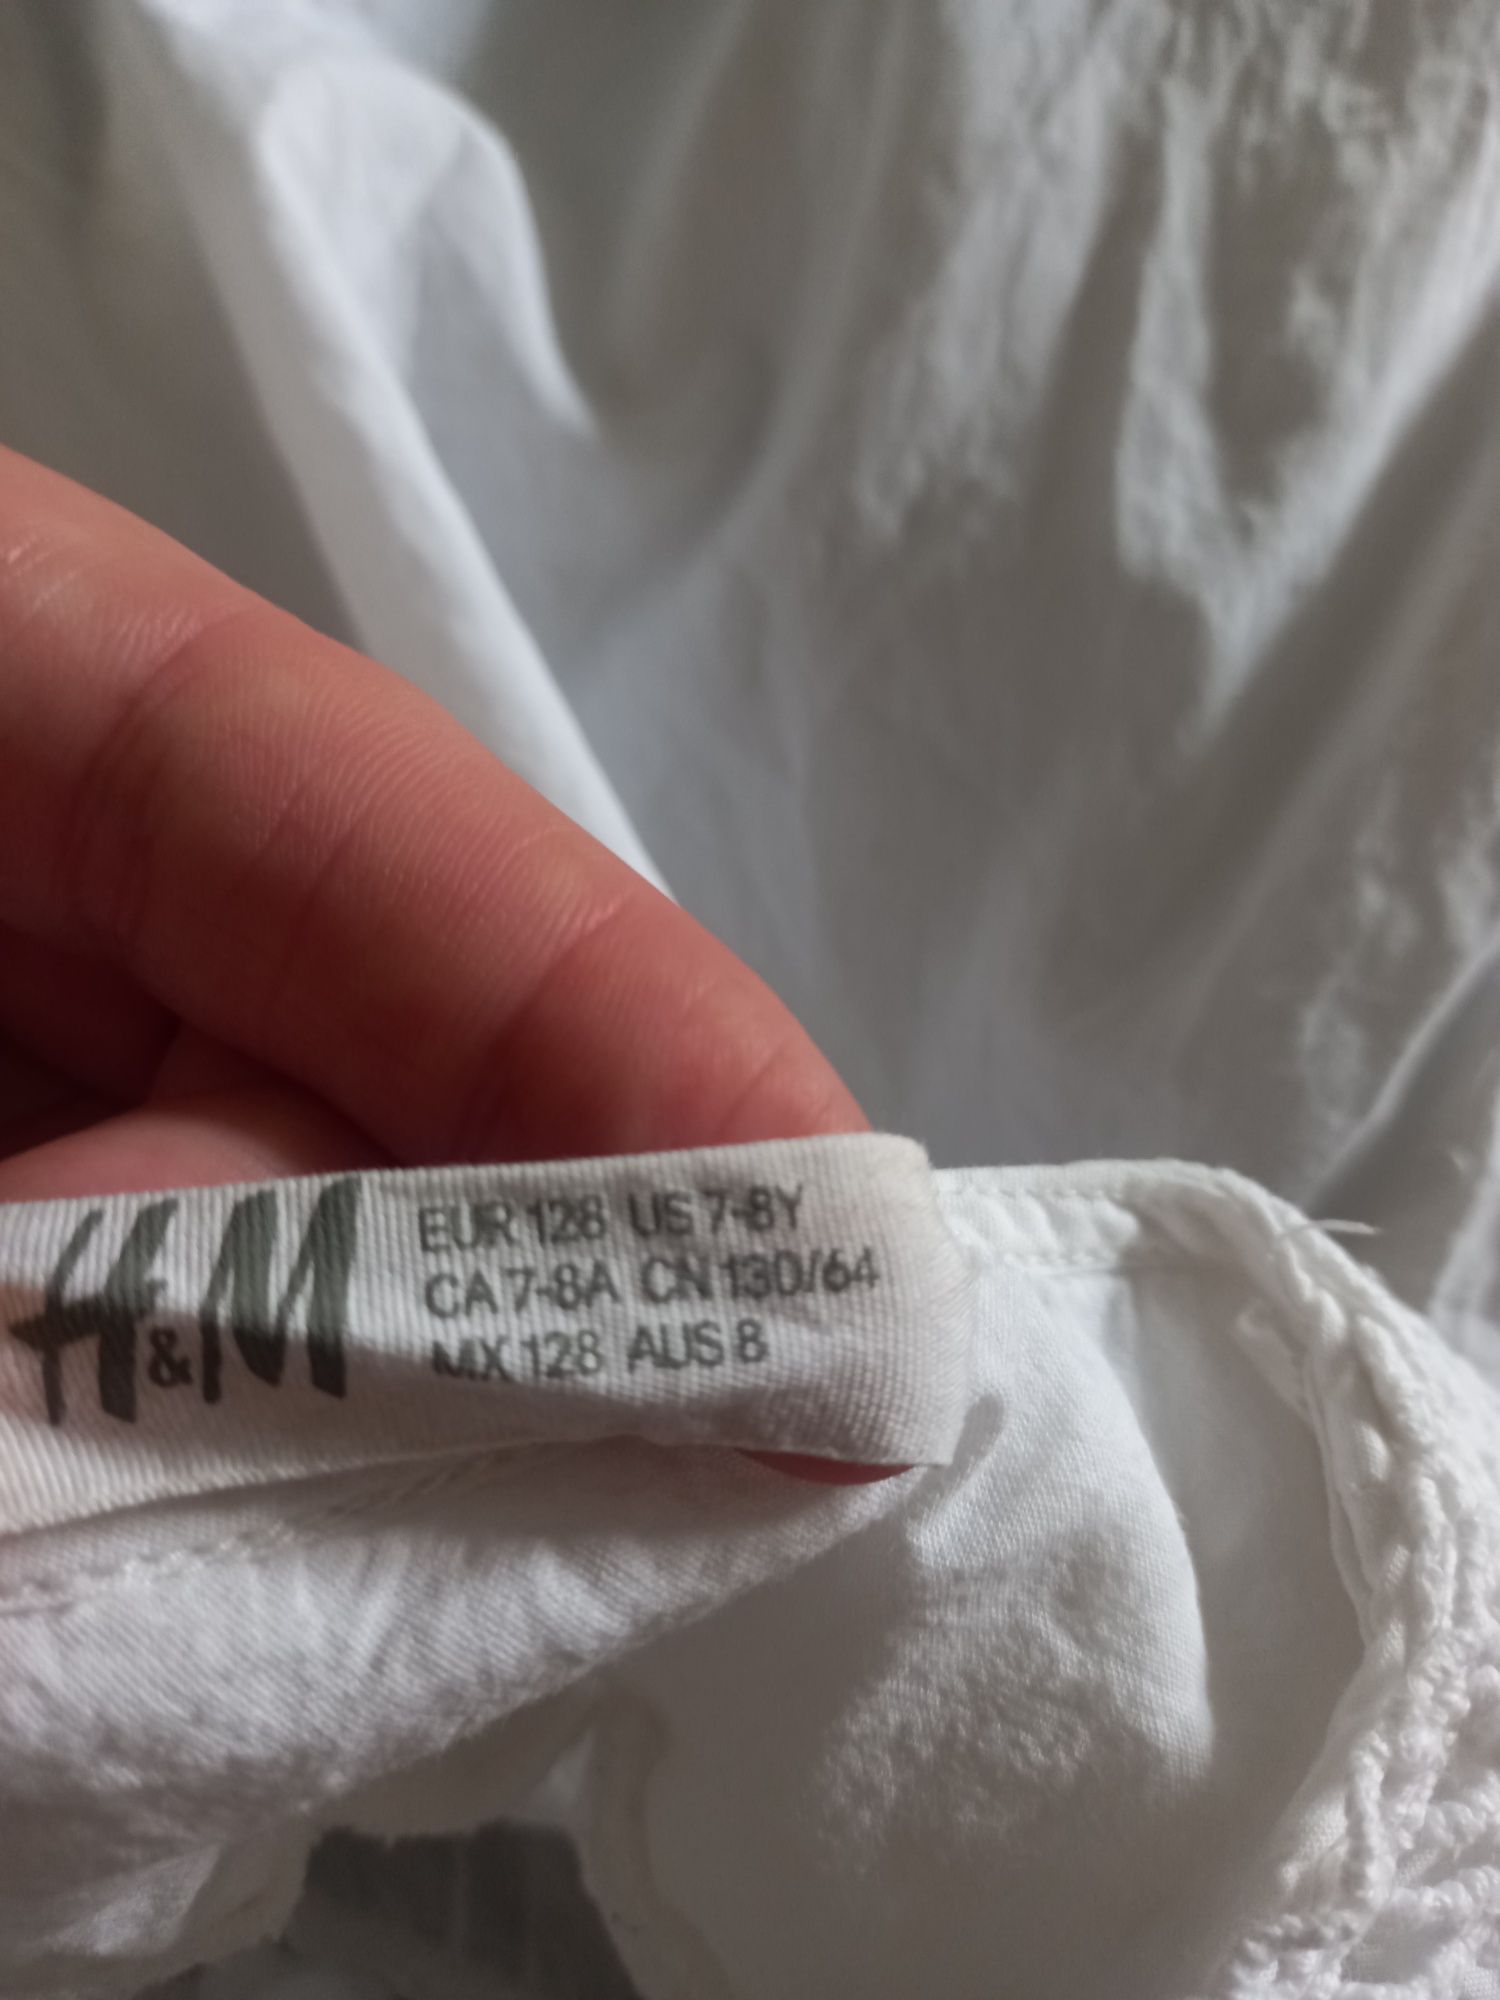 H&M
EUR 128 US 7-8Y
CA 7-8A CN 130/64
MX 128 AUS 8